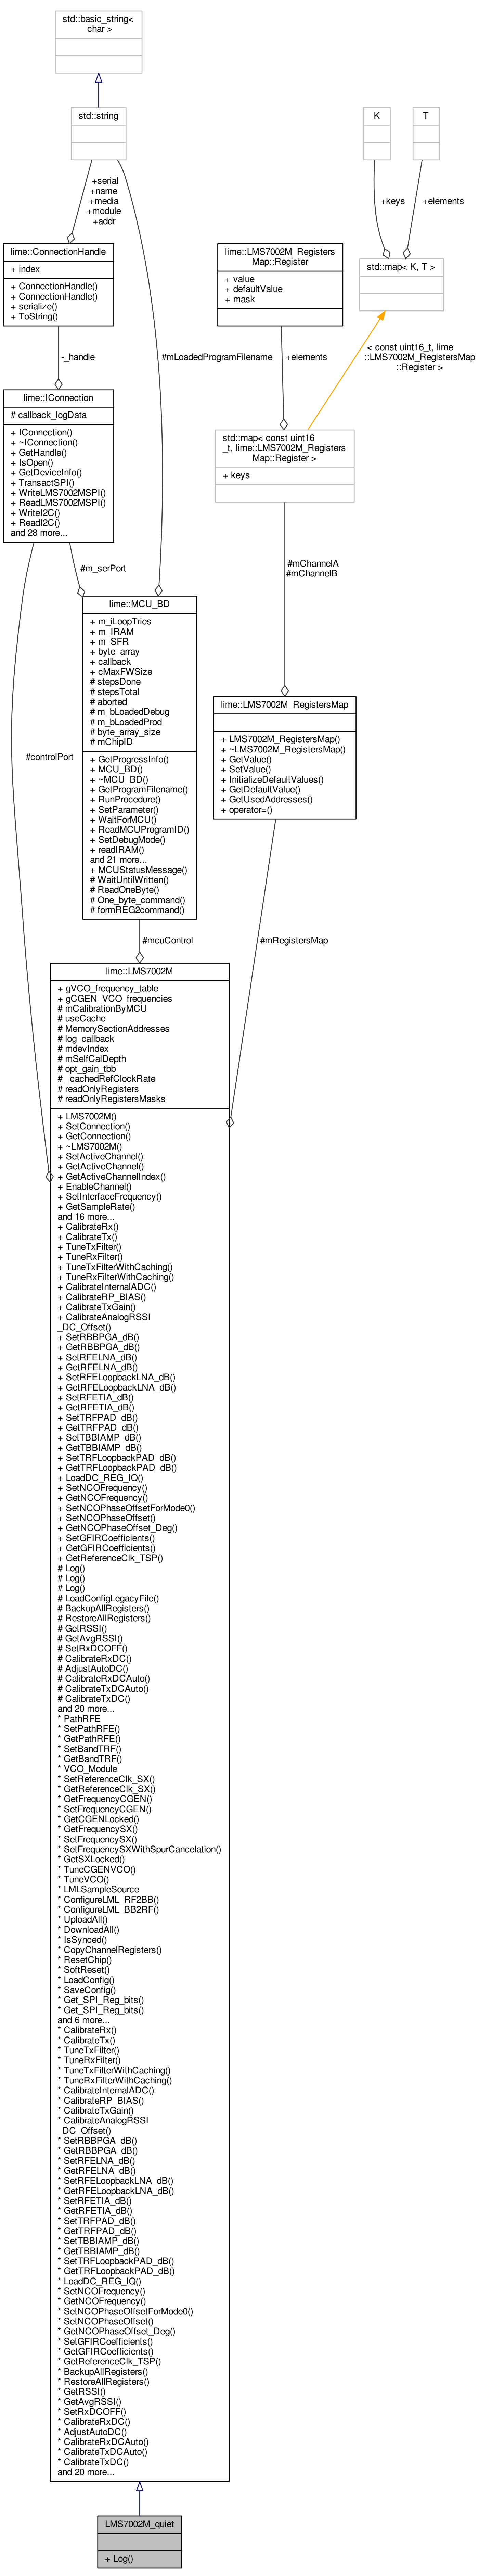 std::basic_string<
char >
std::string
K
T
+serial
+name
+media
+module
+addr
+keys
+elements
lime::ConnectionHandle
+ index
+ ConnectionHandle()
+ ConnectionHandle()
+ serialize()
+ ToString()
lime::LMS7002M_Registers
Map::Register
+ value
+ defaultValue
+ mask
std::map< K, T >
-_handle
#mLoadedProgramFilename
+elements
< const uint16_t, lime
::LMS7002M_RegistersMap
::Register >
lime::IConnection
# callback_logData
+ IConnection()
+ ~IConnection()
+ GetHandle()
+ IsOpen()
+ GetDeviceInfo()
+ TransactSPI()
+ WriteLMS7002MSPI()
+ ReadLMS7002MSPI()
+ WriteI2C()
+ ReadI2C()
and 28 more...
std::map< const uint16
_t, lime::LMS7002M_Registers
Map::Register >
+ keys
#m_serPort
#mChannelA
#mChannelB
lime::MCU_BD
+ m_iLoopTries
+ m_IRAM
+ m_SFR
+ byte_array
+ callback
+ cMaxFWSize
# stepsDone
# stepsTotal
# aborted
# m_bLoadedDebug
# m_bLoadedProd
# byte_array_size
# mChipID
+ GetProgressInfo()
+ MCU_BD()
+ ~MCU_BD()
+ GetProgramFilename()
+ RunProcedure()
+ SetParameter()
+ WaitForMCU()
+ ReadMCUProgramID()
+ SetDebugMode()
+ readIRAM()
and 21 more...
+ MCUStatusMessage()
# WaitUntilWritten()
# ReadOneByte()
# One_byte_command()
# formREG2command()
lime::LMS7002M_RegistersMap
+ LMS7002M_RegistersMap()
+ ~LMS7002M_RegistersMap()
+ GetValue()
+ SetValue()
+ InitializeDefaultValues()
+ GetDefaultValue()
+ GetUsedAddresses()
+ operator=()
#controlPort
#mcuControl
#mRegistersMap
lime::LMS7002M
+ gVCO_frequency_table
+ gCGEN_VCO_frequencies
# mCalibrationByMCU
# useCache
# MemorySectionAddresses
# log_callback
# mdevIndex
# mSelfCalDepth
# opt_gain_tbb
# _cachedRefClockRate
# readOnlyRegisters
# readOnlyRegistersMasks
+ LMS7002M()
+ SetConnection()
+ GetConnection()
+ ~LMS7002M()
+ SetActiveChannel()
+ GetActiveChannel()
+ GetActiveChannelIndex()
+ EnableChannel()
+ SetInterfaceFrequency()
+ GetSampleRate()
and 16 more...
+ CalibrateRx()
+ CalibrateTx()
+ TuneTxFilter()
+ TuneRxFilter()
+ TuneTxFilterWithCaching()
+ TuneRxFilterWithCaching()
+ CalibrateInternalADC()
+ CalibrateRP_BIAS()
+ CalibrateTxGain()
+ CalibrateAnalogRSSI
_DC_Offset()
+ SetRBBPGA_dB()
+ GetRBBPGA_dB()
+ SetRFELNA_dB()
+ GetRFELNA_dB()
+ SetRFELoopbackLNA_dB()
+ GetRFELoopbackLNA_dB()
+ SetRFETIA_dB()
+ GetRFETIA_dB()
+ SetTRFPAD_dB()
+ GetTRFPAD_dB()
+ SetTBBIAMP_dB()
+ GetTBBIAMP_dB()
+ SetTRFLoopbackPAD_dB()
+ GetTRFLoopbackPAD_dB()
+ LoadDC_REG_IQ()
+ SetNCOFrequency()
+ GetNCOFrequency()
+ SetNCOPhaseOffsetForMode0()
+ SetNCOPhaseOffset()
+ GetNCOPhaseOffset_Deg()
+ SetGFIRCoefficients()
+ GetGFIRCoefficients()
+ GetReferenceClk_TSP()
# Log()
# Log()
# Log()
# LoadConfigLegacyFile()
# BackupAllRegisters()
# RestoreAllRegisters()
# GetRSSI()
# GetAvgRSSI()
# SetRxDCOFF()
# CalibrateRxDC()
# AdjustAutoDC()
# CalibrateRxDCAuto()
# CalibrateTxDCAuto()
# CalibrateTxDC()
and 20 more...
* PathRFE
* SetPathRFE()
* GetPathRFE()
* SetBandTRF()
* GetBandTRF()
* VCO_Module
* SetReferenceClk_SX()
* GetReferenceClk_SX()
* GetFrequencyCGEN()
* SetFrequencyCGEN()
* GetCGENLocked()
* GetFrequencySX()
* SetFrequencySX()
* SetFrequencySXWithSpurCancelation()
* GetSXLocked()
* TuneCGENVCO()
* TuneVCO()
* LMLSampleSource
* ConfigureLML_RF2BB()
* ConfigureLML_BB2RF()
* UploadAll()
* DownloadAll()
* IsSynced()
* CopyChannelRegisters()
* ResetChip()
* SoftReset()
* LoadConfig()
* SaveConfig()
* Get_SPI_Reg_bits()
* Get_SPI_Reg_bits()
and 6 more...
* CalibrateRx()
* CalibrateTx()
* TuneTxFilter()
* TuneRxFilter()
* TuneTxFilterWithCaching()
* TuneRxFilterWithCaching()
* CalibrateInternalADC()
* CalibrateRP_BIAS()
* CalibrateTxGain()
* CalibrateAnalogRSSI
_DC_Offset()
* SetRBBPGA_dB()
* GetRBBPGA_dB()
* SetRFELNA_dB()
* GetRFELNA_dB()
* SetRFELoopbackLNA_dB()
* GetRFELoopbackLNA_dB()
* SetRFETIA_dB()
* GetRFETIA_dB()
* SetTRFPAD_dB()
* GetTRFPAD_dB()
* SetTBBIAMP_dB()
* GetTBBIAMP_dB()
* SetTRFLoopbackPAD_dB()
* GetTRFLoopbackPAD_dB()
* LoadDC_REG_IQ()
* SetNCOFrequency()
* GetNCOFrequency()
* SetNCOPhaseOffsetForMode0()
* SetNCOPhaseOffset()
* GetNCOPhaseOffset_Deg()
* SetGFIRCoefficients()
* GetGFIRCoefficients()
* GetReferenceClk_TSP()
* BackupAllRegisters()
* RestoreAllRegisters()
* GetRSSI()
* GetAvgRSSI()
* SetRxDCOFF()
* CalibrateRxDC()
* AdjustAutoDC()
* CalibrateRxDCAuto()
* CalibrateTxDCAuto()
* CalibrateTxDC()
and 20 more...
LMS7002M_quiet
+ Log()